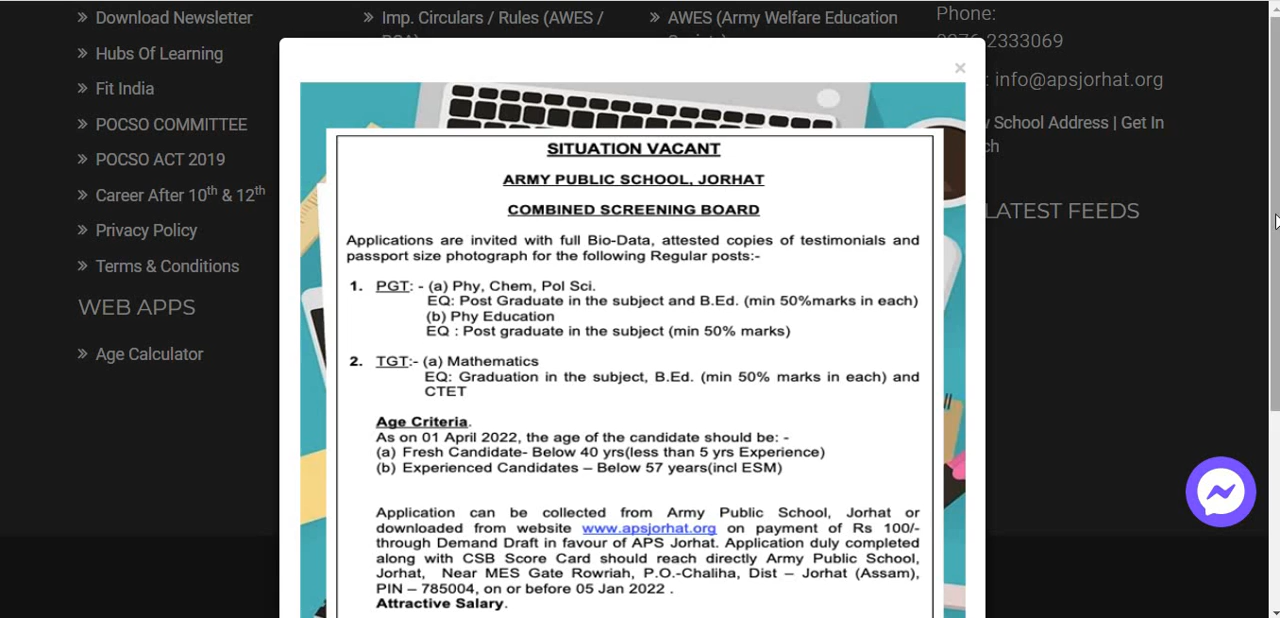 Download Newsletter
Hubs Of Learning
Fit India
POCSO COMMITTEE
POCSO ACT 2019
Career After 10th & 12th
Privacy Policy
Terms & Conditions
WEB APPS
Age Calculator
Imp. Circulars / Rules (AWES /
AWES (Army Welfare Education
Phone:
2333069
: info@apsjorhat.org
School Address | Get In
LATEST FEEDS
×
SITUATION VACANT
ARMY PUBLIC SCHOOL, JORHAT
COMBINED SCREENING BOARD
Applications are invited with full Bio-Data, attested copies of testimonials and
passport size photograph for the following Regular posts:-
1. PGT: - (a) Phy, Chem, Pol Sci.
EQ: Post Graduate in the subject and B.Ed. (min 50%marks in each)
(b) Phy Education
EQ : Post graduate in the subject (min 50% marks)
2. TGT:- (a) Mathematics
EQ: Graduation in the subject, B.Ed. (min 50% marks in each) and
CTET
Age Criteria.
As on 01 April 2022, the age of the candidate should be: -
(a) Fresh Candidate- Below 40 yrs(less than 5 yrs Experience)
(b) Experienced Candidates – Below 57 years(incl ESM)
Application can be collected from Army Public School, Jorhat or
downloaded from website www.apsjorhat.org on payment of Rs 100/-
through Demand Draft in favour of APS Jorhat. Application duly completed
along with CSB Score Card should reach directly Army Public School,
Jorhat, Near MES Gate Rowriah, P.O.-Chaliha, Dist – Jorhat (Assam),
PIN – 785004, on or before 05 Jan 2022 .
Attractive Salary.